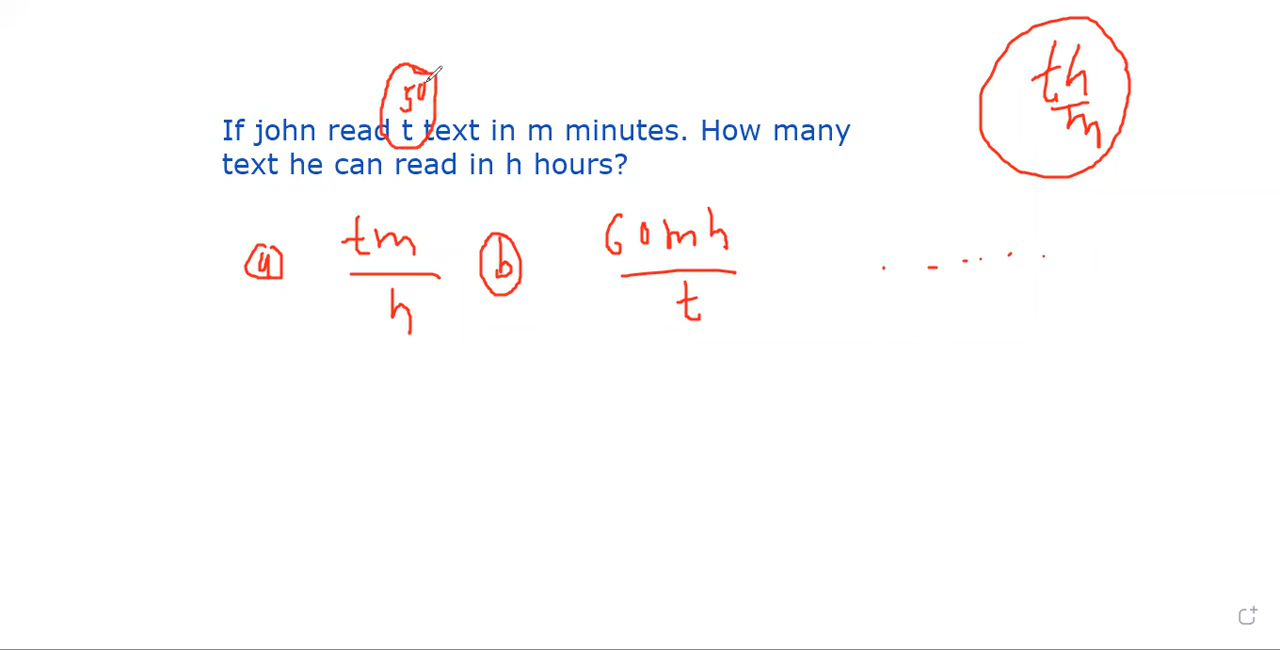 th
m
50
If john read t text in m minutes. How many
text he can read in h hours?
a tm b 60mh
h t